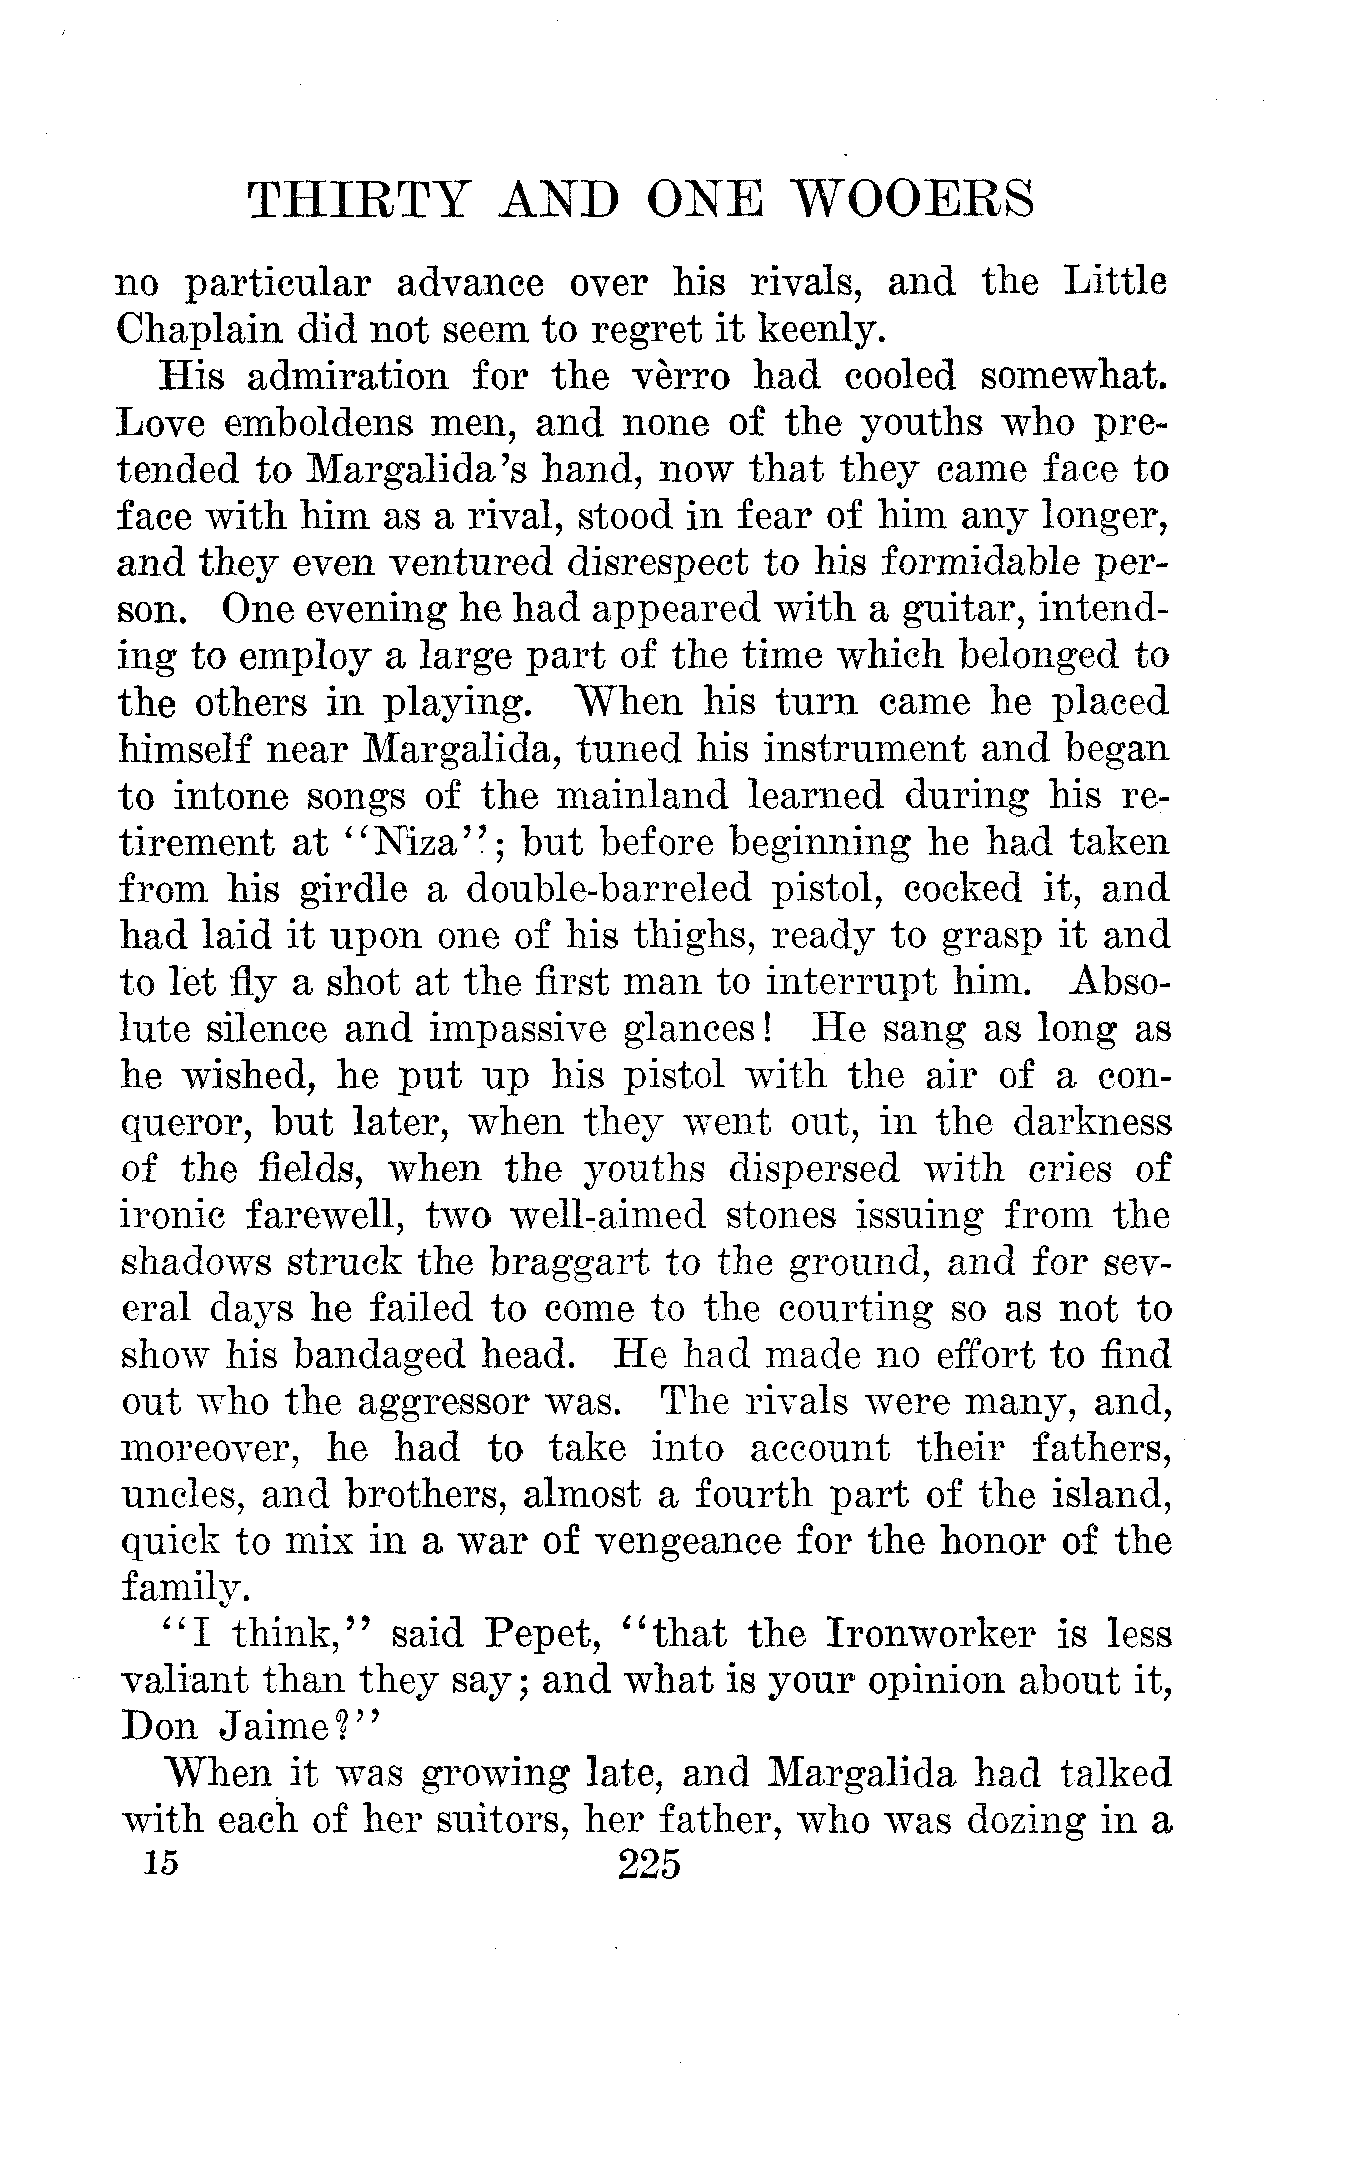 THIRTY AND ONE WOOERS
no particular advance over his rivals, and the Little
Chaplain did not seem to regret it keenly.
His admiration for the vèrro had cooled somewhat.
Love emboldens men, and none of the youths who pre-
tended to Margalida's hand, now that they came face to
face with him as a rival, stood in fear of him any longer,
and they even ventured disrespect to his formidable per-
son. One evening he had appeared with a guitar, intend-
ing to employ a large part of the time which belonged to
the others in playing. When his turn came he placed
himself near Margalida, tuned his instrument and began
to intone songs of the mainland learned during his re-
tirement at "Niza"; but before beginning he had taken
from his girdle a double-barreled pistol, cocked it, and
had laid it upon one of his thighs, ready to grasp it and
to let fly a shot at the first man to interrupt him. Abso-
lute silence and impassive glances! He sang as long as
he wished, he put up his pistol with the air of a con-
queror, but later, when they went out, in the darkness
of the fields, when the youths dispersed with cries of
ironic farewell, two well-aimed stones issuing from the
shadows struck the braggart to the ground, and for sev-
eral days he failed to come to the courting so as not to
show his bandaged head. He had made no effort to find
out who the aggressor was. The rivals were many, and,
moreover, he had to take into account their fathers,
uncles, and brothers, almost a fourth part of the island,
quick to mix in a war of vengeance for the honor of the
family.
"I think," said Pepet, "that the Ironworker is less
valiant than they say; and what is your opinion about it,
Don Jaime?"
When it was growing late, and Margalida had talked
with each of her suitors, her father, who was dozing in a
15 225